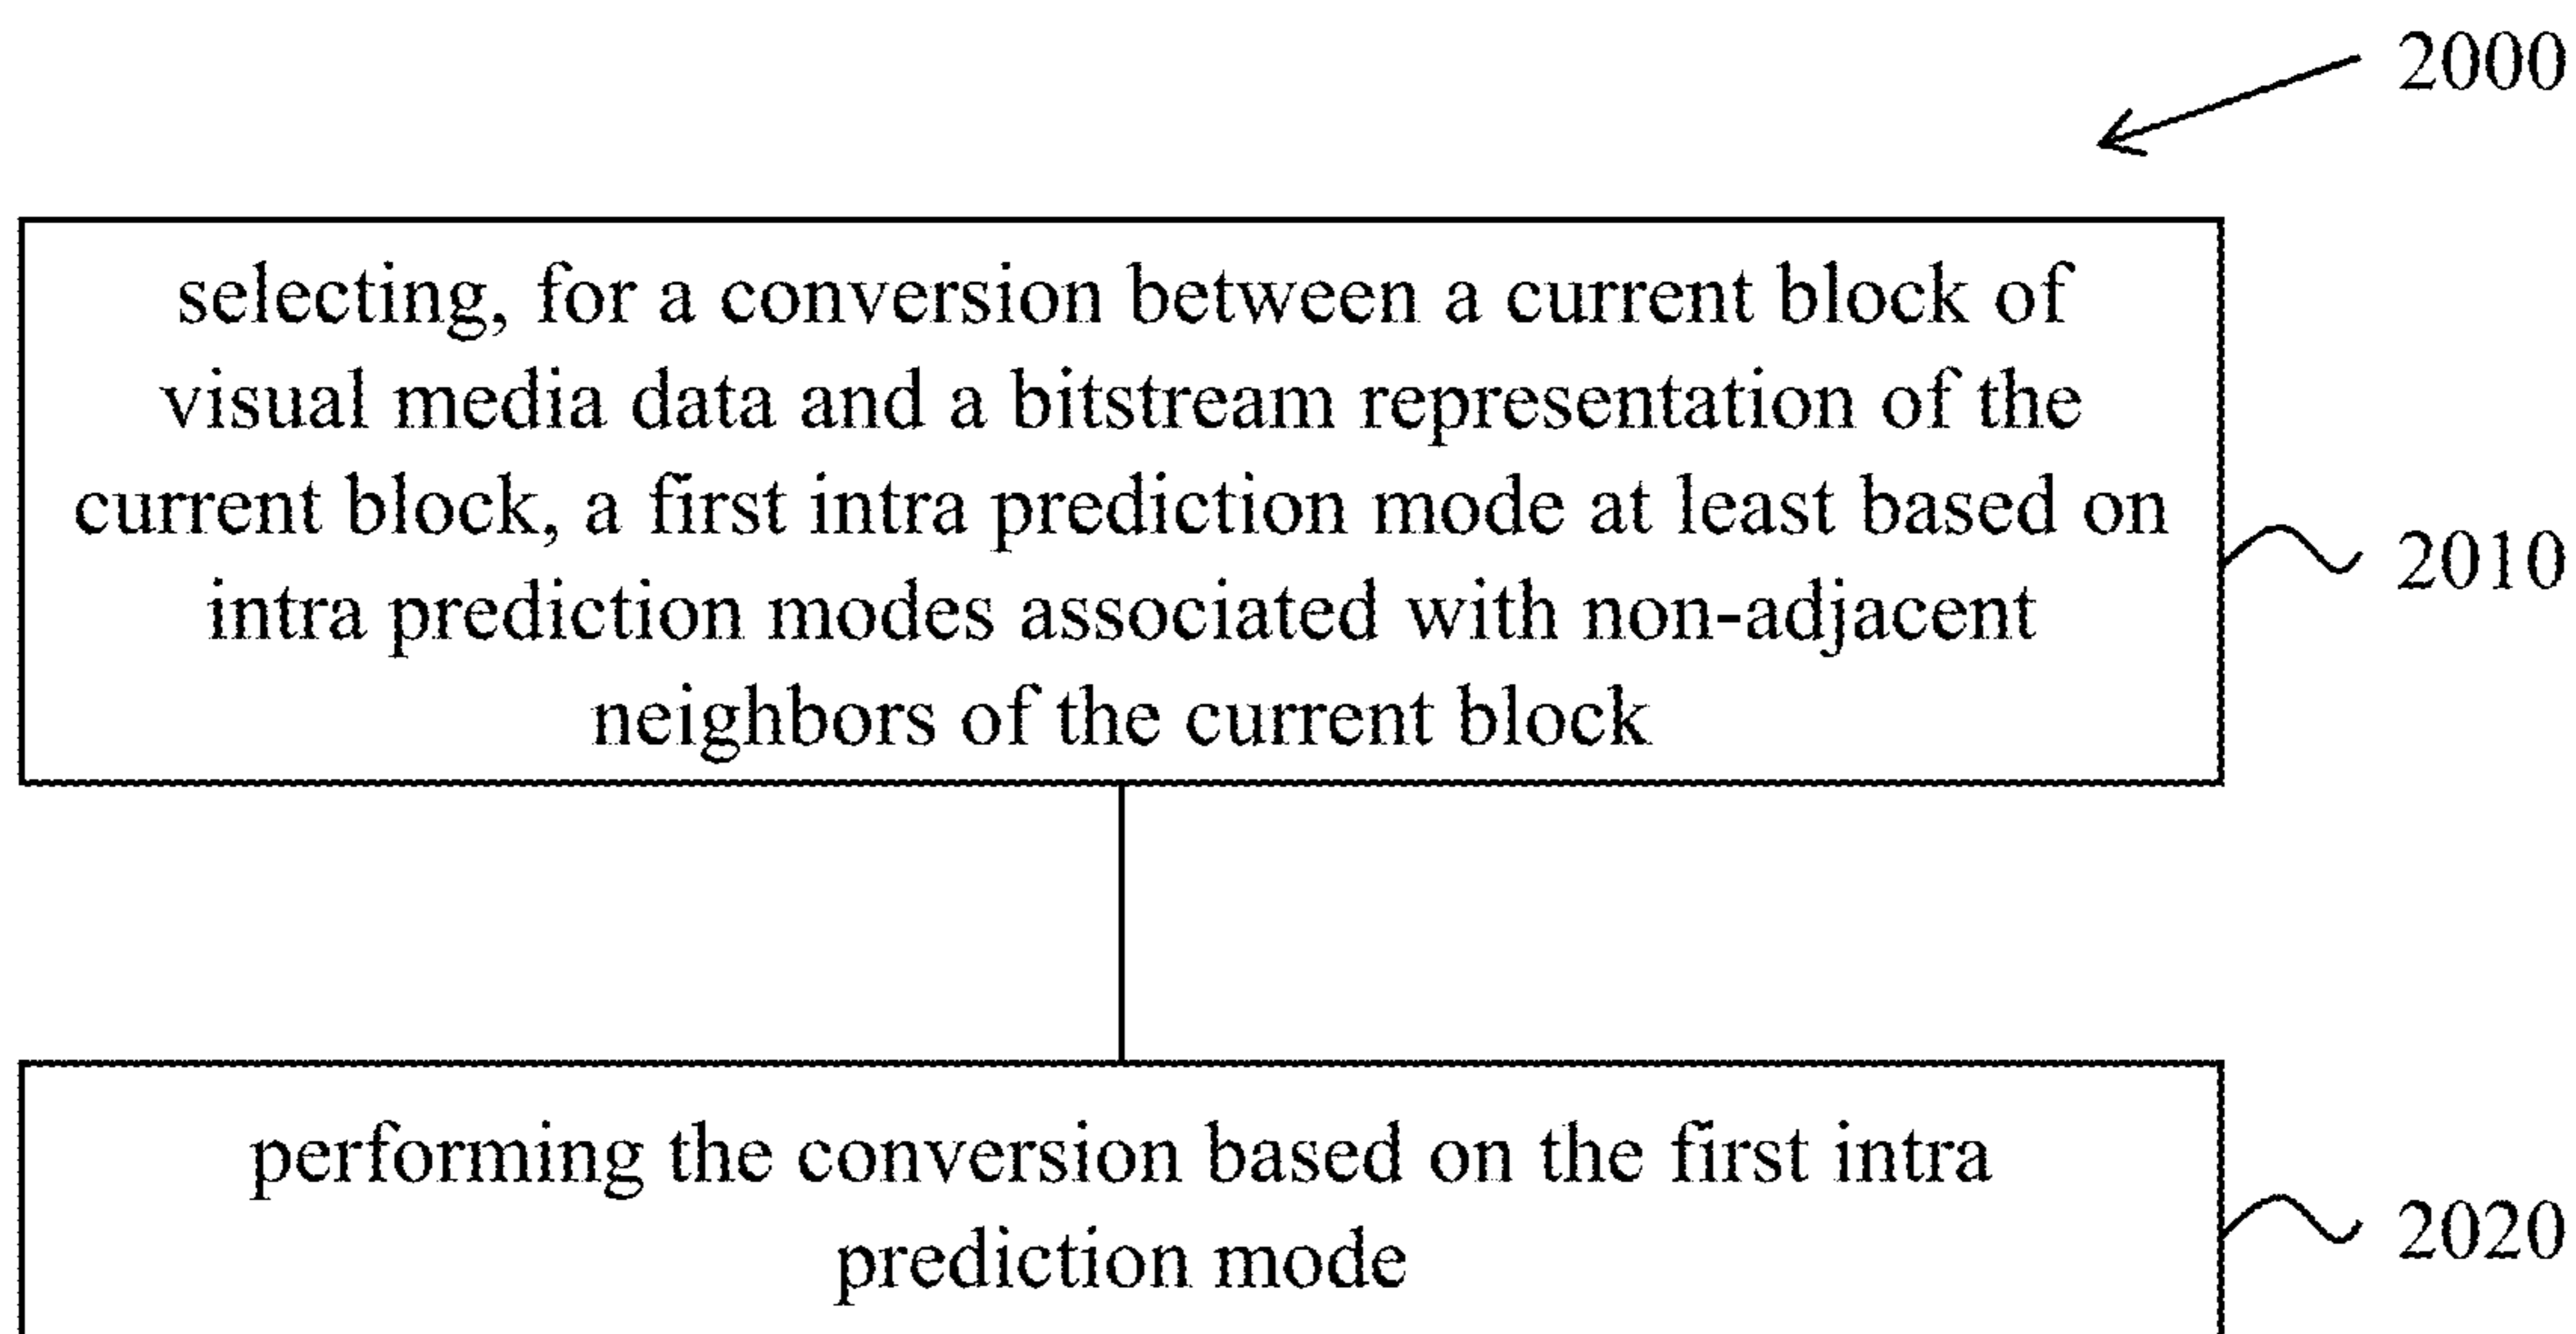 2000
selecting, for a conversion between a current block of
visual media data and a bitstream representation of the
current block, a first intra prediction mode at least based on
intra prediction modes associated with non-adjacent
neighbors of the current block
2010
performing the conversion based on the first intra
prediction mode
2020